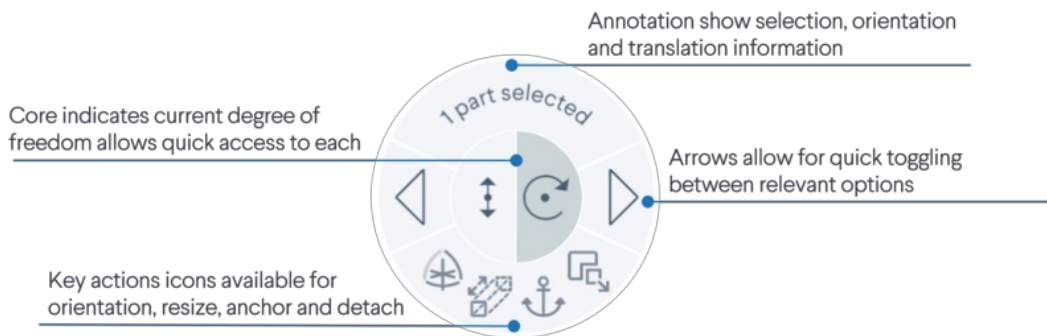 Annotation show selection, orientation
and translation information
1 part selected
Core indicates current degree of
freedom allows quick access to each
Arrows allow for quick toggling
between relevant options
Key actions icons available for
orientation, resize, anchor and detach